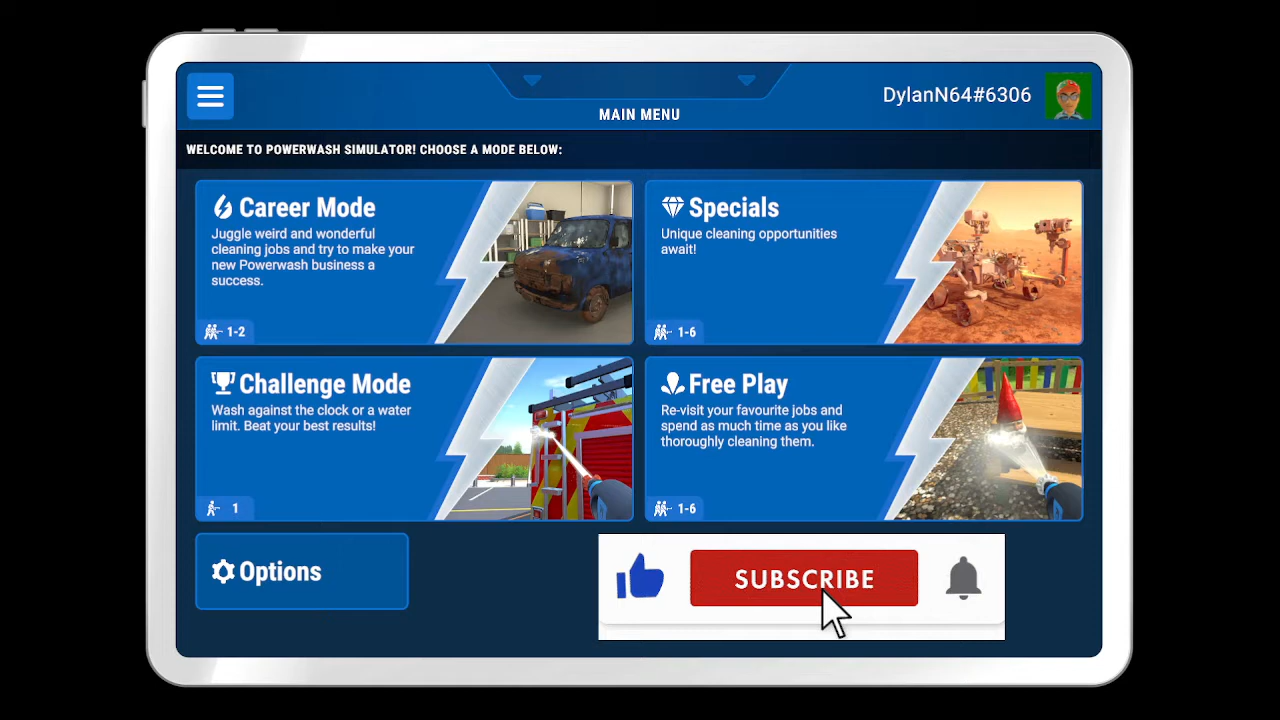 DylanN64#6306
MAIN MENU
WELCOME TO POWERWASH SIMULATOR! CHOOSE A MODE BELOW:
Career Mode
Juggle weird and wonderful
cleaning jobs and try to make your
new Powerwash business a
success.
1-2
Specials
Unique cleaning opportunities
await!
1-6
Challenge Mode
Wash against the clock or a water
limit. Beat your best results!
1
Free Play
Re-visit your favourite jobs and
spend as much time as you like
thoroughly cleaning them.
1-6
Options
SUBSCRIBE